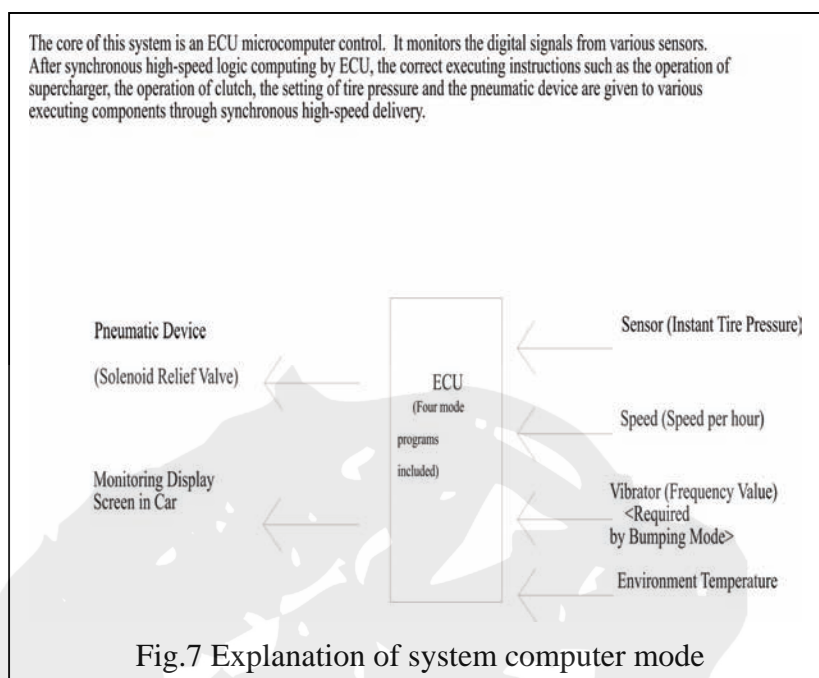 The core of this system is an ECU microcomputer control. It monitors the digital signals from various sensors.
After synchronous high-speed logic computing by ECU, the correct executing instructions such as the operation of
supercharger, the operation of clutch, the setting of tire pressure and the pneumatic device are given to various
executing components through synchronous high-speed delivery.
Pneumatic Device
(Solenoid Relief Valve)
Monitoring Display
Screen in Car
ECU
(Four mode
programs
included)
Sensor (Instant Tire Pressure)
Speed (Speed per hour)
Vibrator (Frequency Value)
<Required
by Bumping Mode>
Environment Temperature
Fig.7 Explanation of system computer mode